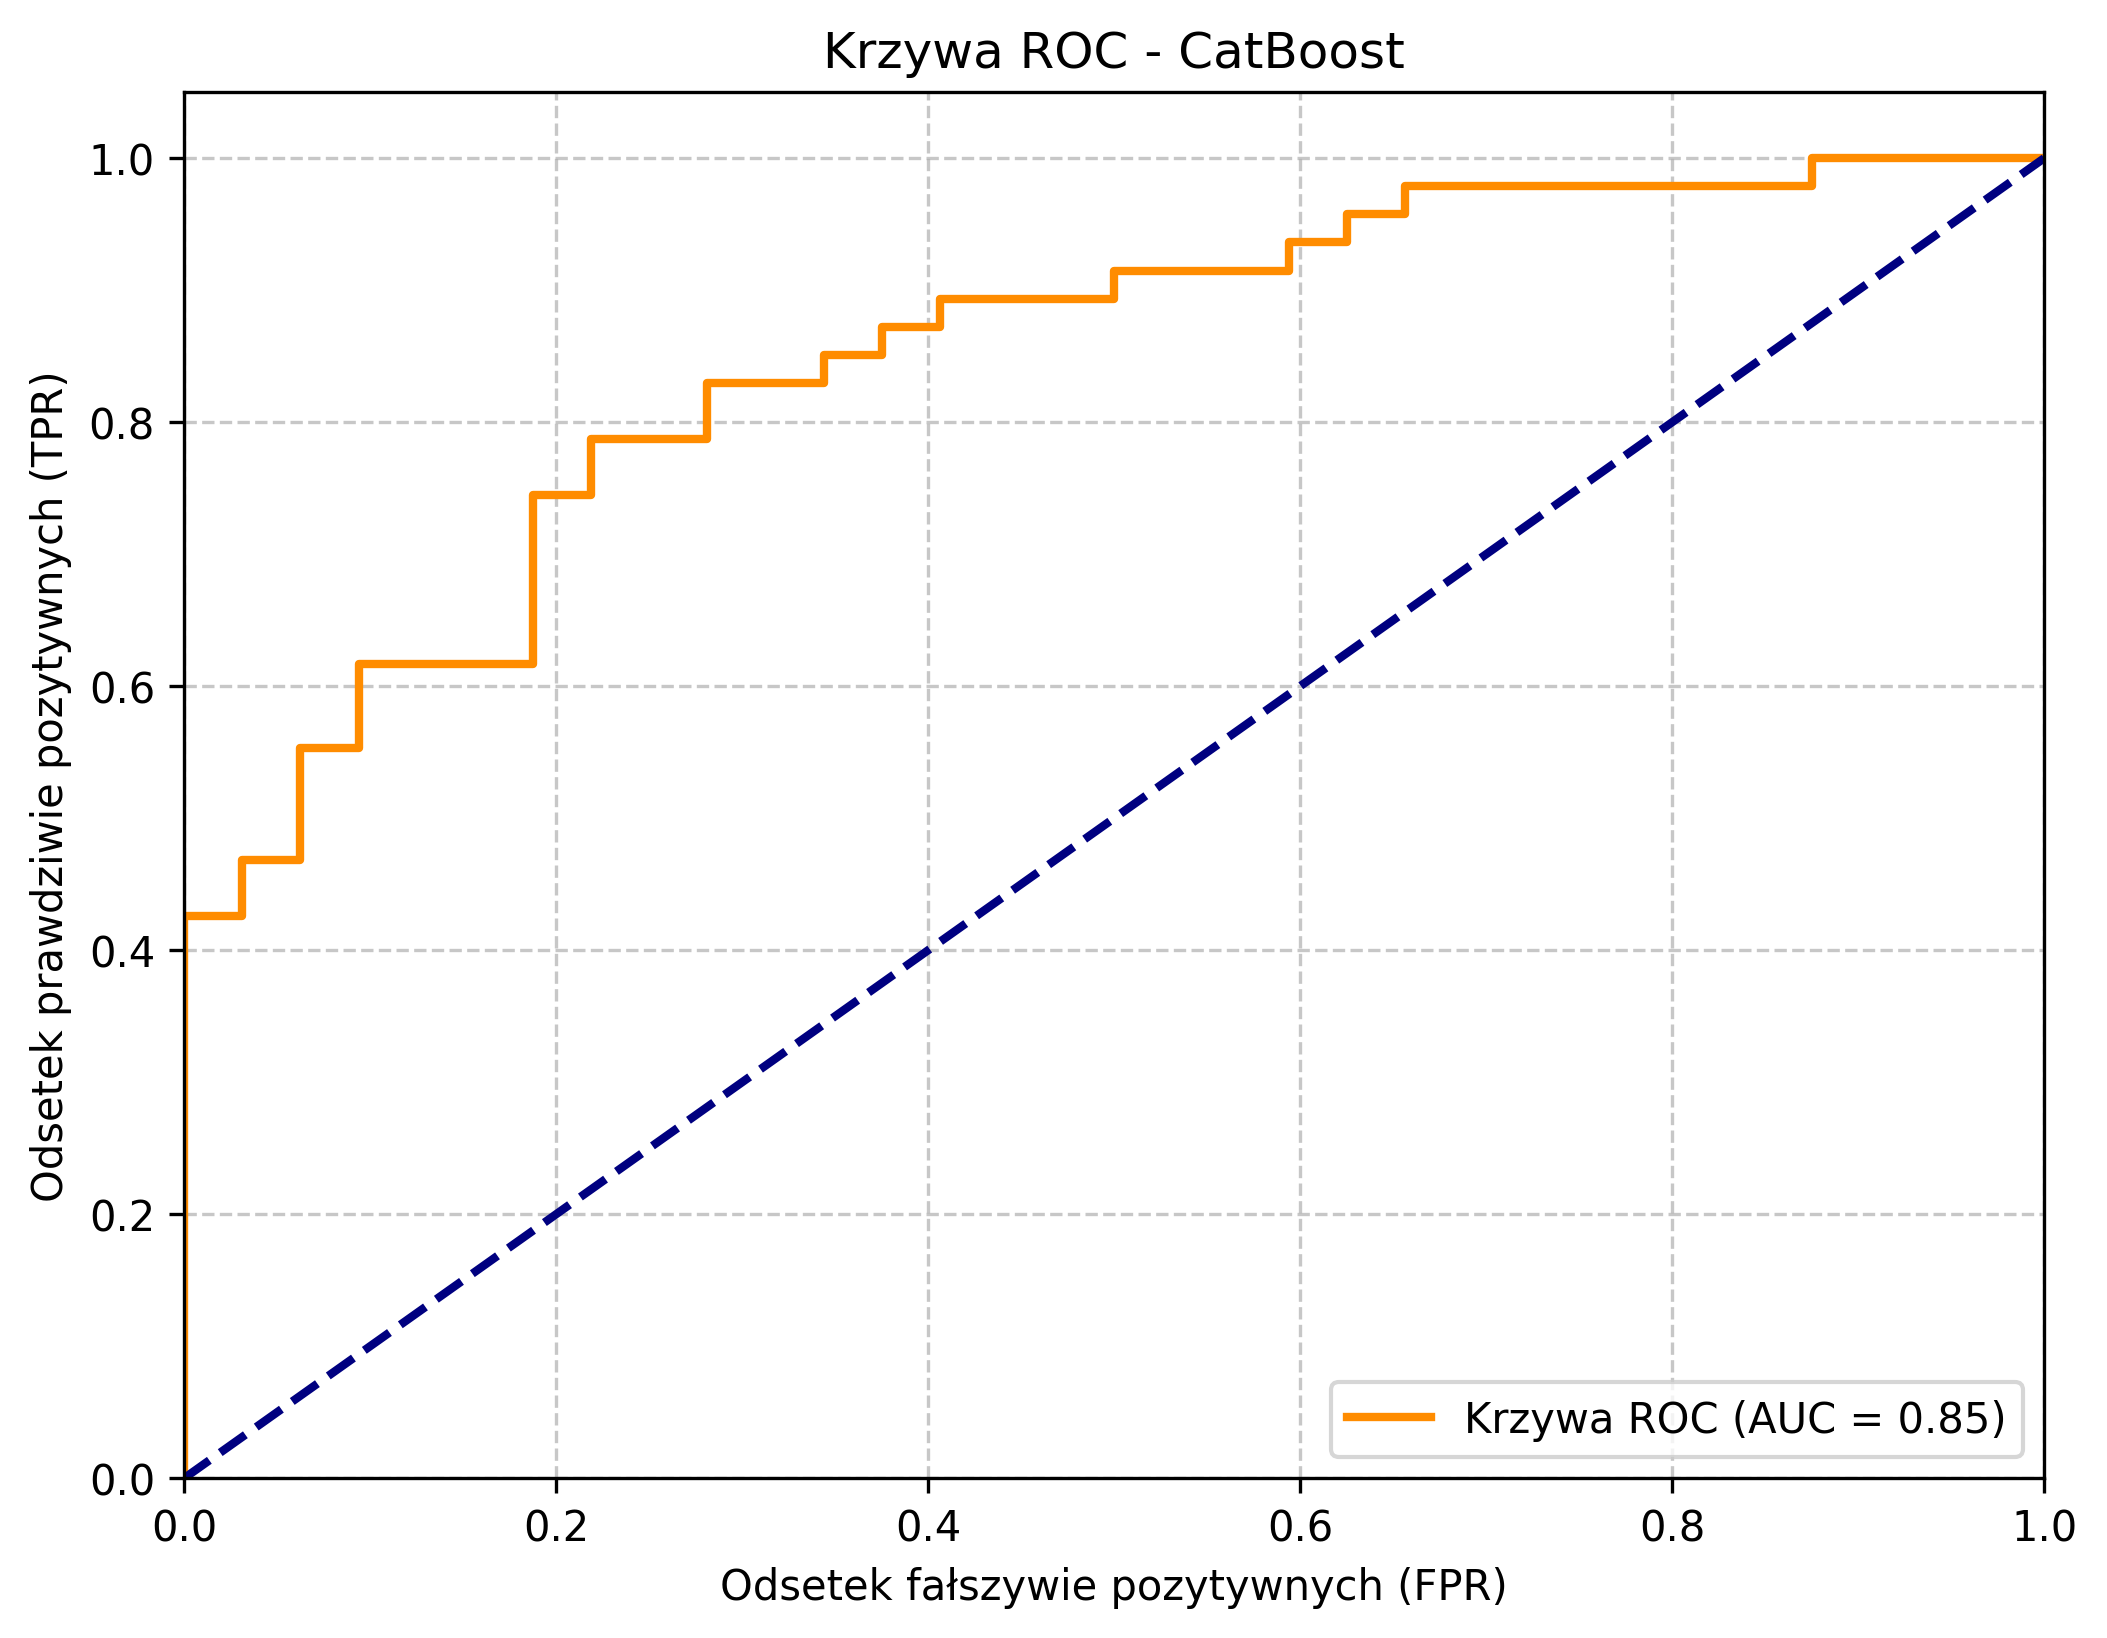 Krzywa ROC - CatBoost
Odsetek prawdziwie pozytywnych (TPR)
1.0
0.8
0.6
0.4
0.2
0.0
Krzywa ROC (AUC = 0.85)
0.0 0.2 0.4 0.6 0.8 1.0
Odsetek fałszywie pozytywnych (FPR)